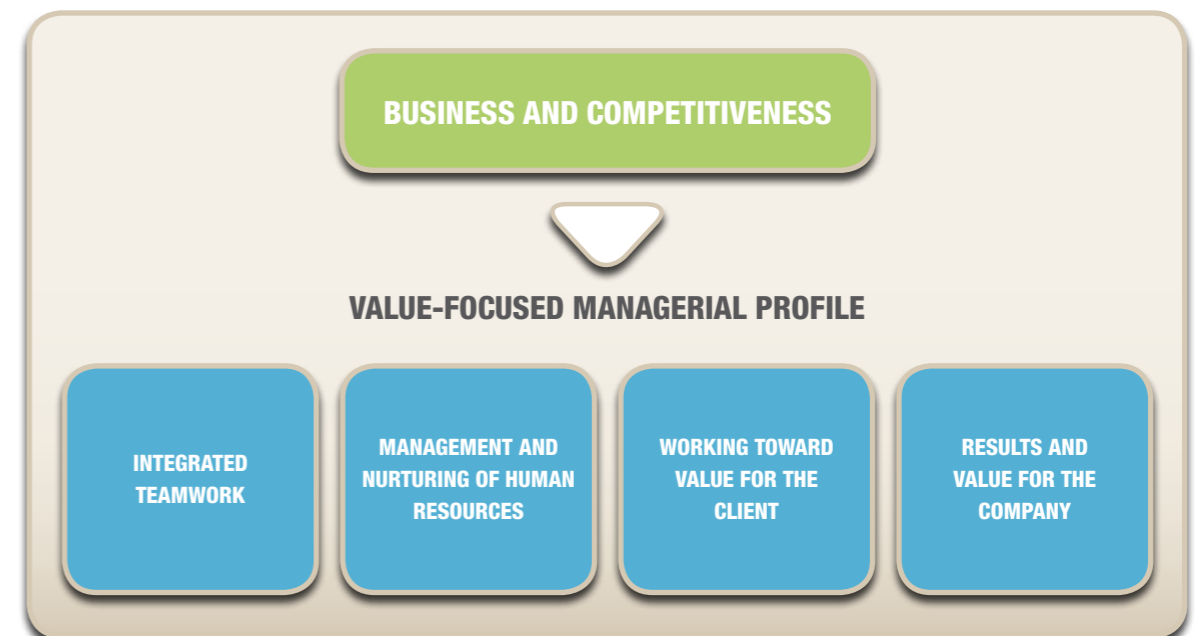 BUSINESS AND COMPETITIVENESS
VALUE-FOCUSED MANAGERIAL PROFILE
INTEGRATED
TEAMWORK
MANAGEMENT AND
NURTURING OF HUMAN
RESOURCES
WORKING TOWARD
VALUE FOR THE
CLIENT
RESULTS AND
VALUE FOR THE
COMPANY